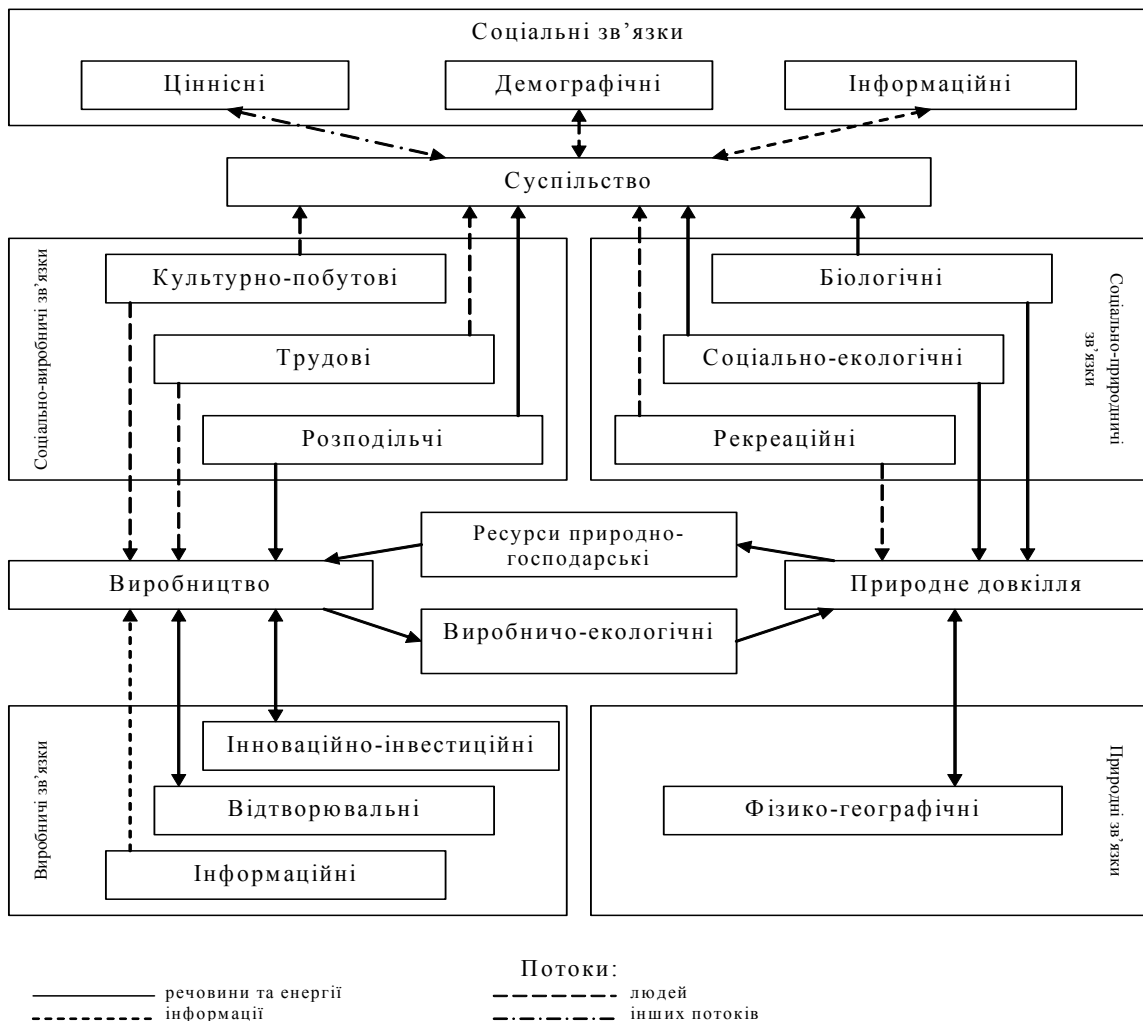 Соціальні зв’язки
Ціннісні
Демографічні
Інформаційні
Суспільство
Соціально-виробничі зв’язки
Культурно-побутові
Трудові
Розподільчі
Біологічні
Соціально-екологічні
Рекреаційні
Соціально-природничі
зв’язки
Ресурси природно-
господарські
Виробництво
Природне довкілля
Виробничо-екологічні
Виробничі зв’язки
Інноваційно-інвестиційні
Відтворювальні
Інформаційні
Фізико-географічні
Природні зв’язки
Потоки:
речовини та енергії
людей
інформації
інших потоків